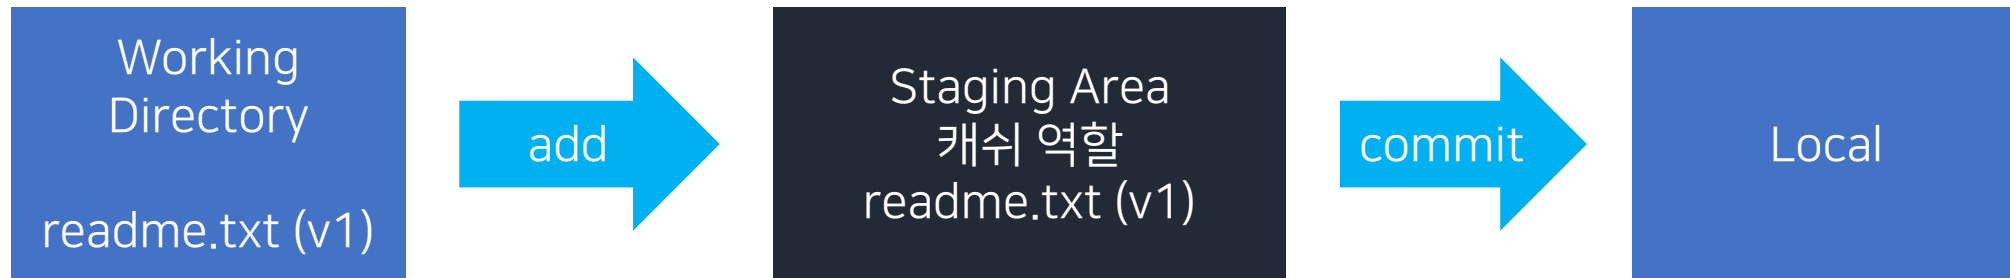 Working
Directory
readme.txt (v1)
add
Staging Area
캐쉬 역할
readme.txt (v1)
commit
Local